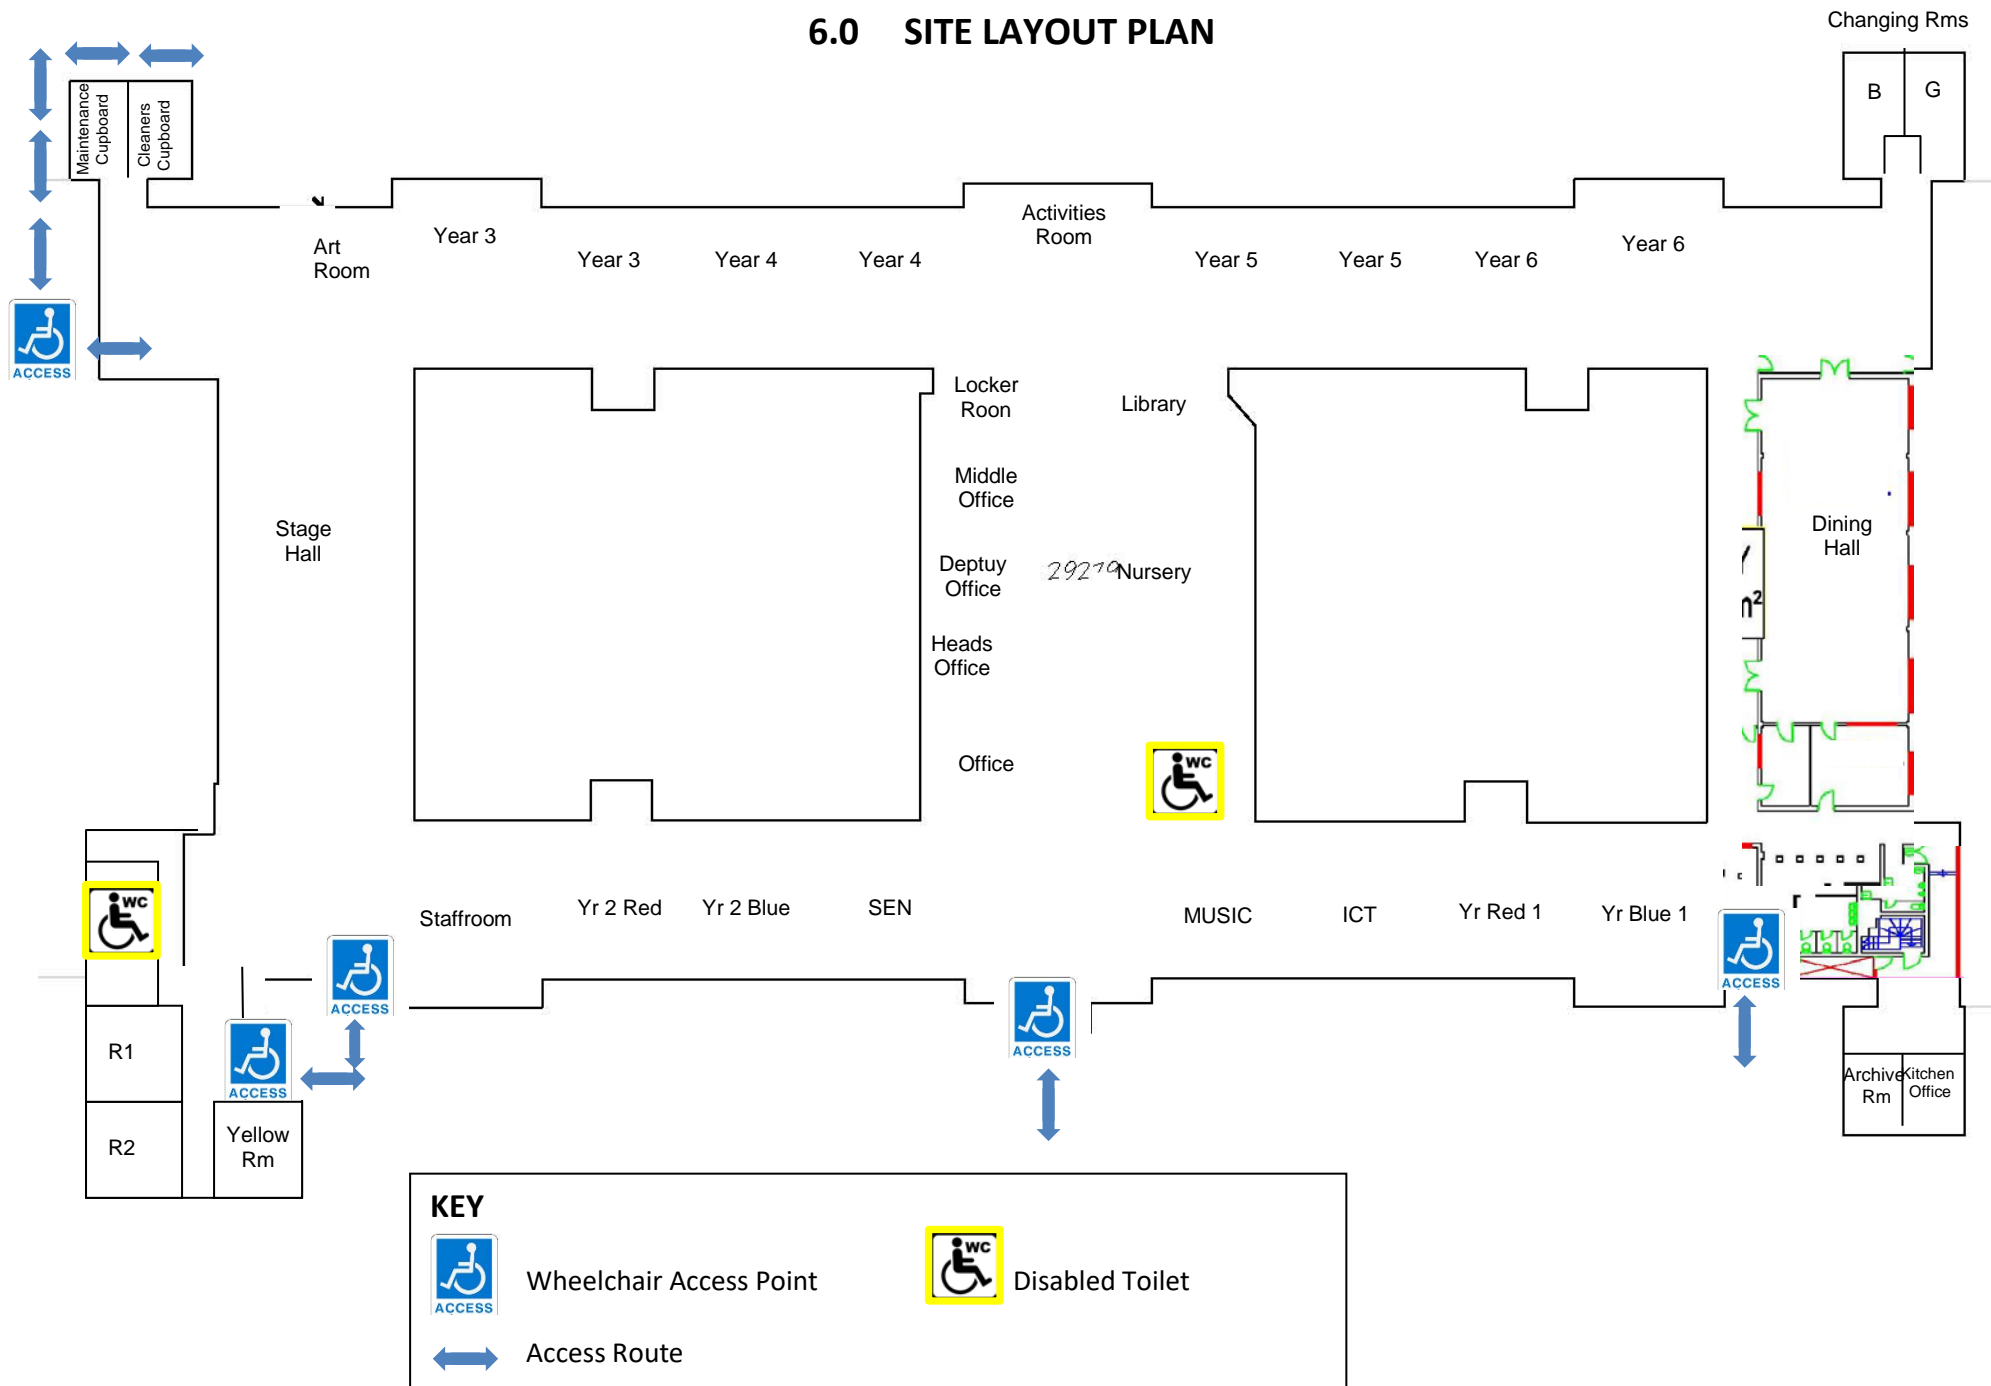 6.0 SITE LAYOUT PLAN
Changing Rms
Maintenance
Cupboard
Cleaners
Cupboard
B
G
Art
Room
Year 3
Year 3
Year 4
Year 4
Activities
Room
Year 5
Year 5
Year 6
Year 6
ACCESS
Locker
Roon
Library
Middle
Office
Stage
Hall
Dining
Hall
Deptuy
Office
Nursery
Heads
Office
Office
WC
WC
Staffroom
Yr 2 Red
Yr 2 Blue
SEN
MUSIC
ICT
Yr Red 1
Yr Blue 1
ACCESS
ACCESS
ACCESS
ACCESS
R1
R2
Yellow
Rm
Archive
Rm
Kitchen
Office
KEY
ACCESS
Wheelchair Access Point
WC
Disabled Toilet
Access Route